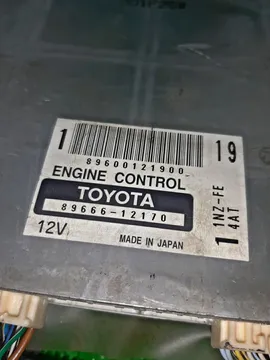 1 19
89600121900
ENGINE CONTROL
TOYOTA
89666-12170
12V MADE IN JAPAN
1 1NZ-FE
4AT